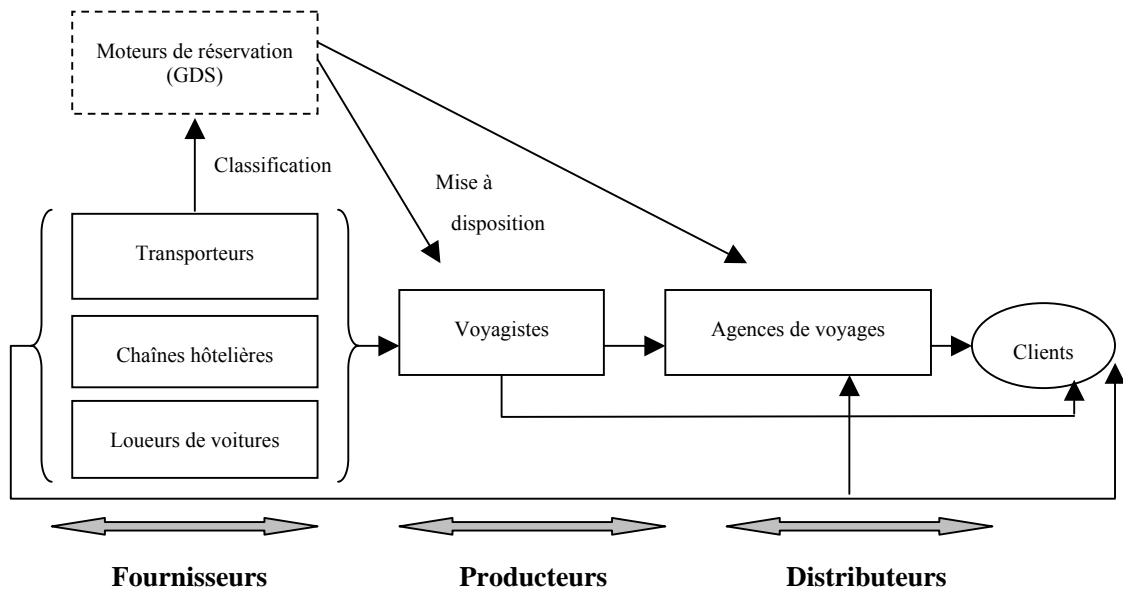 Moteurs de réservation
(GDS)
Classification
Mise à
disposition
Transporteurs
Chaînes hôtelières
Loueurs de voitures
Voyagistes
Agences de voyages
Clients
Fournisseurs
Producteurs
Distributeurs